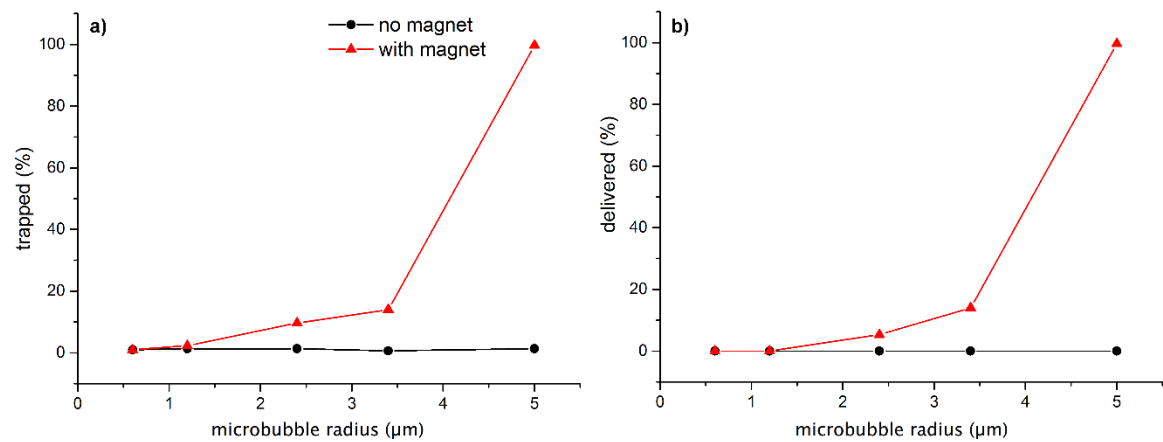 a)
no magnet
with magnet
100
80
60
40
20
0
trapped (%)
0 1 2 3 4 5
microbubble radius (µm)
b)
100
80
60
40
20
0
delivered (%)
0 1 2 3 4 5
microbubble radius (µm)